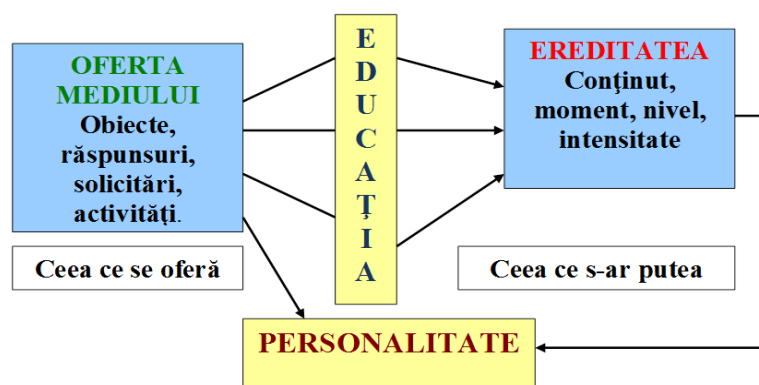 OFERTA
MEDIULUI
Obiecte,
răspunsuri,
solicitări,
activități.
Ceea ce se oferă
E
D
U
C
A
Ţ
I
A
EREDITATEA
Conţinut,
moment, nivel,
intensitate
Ceea ce s-ar putea
PERSONALITATE